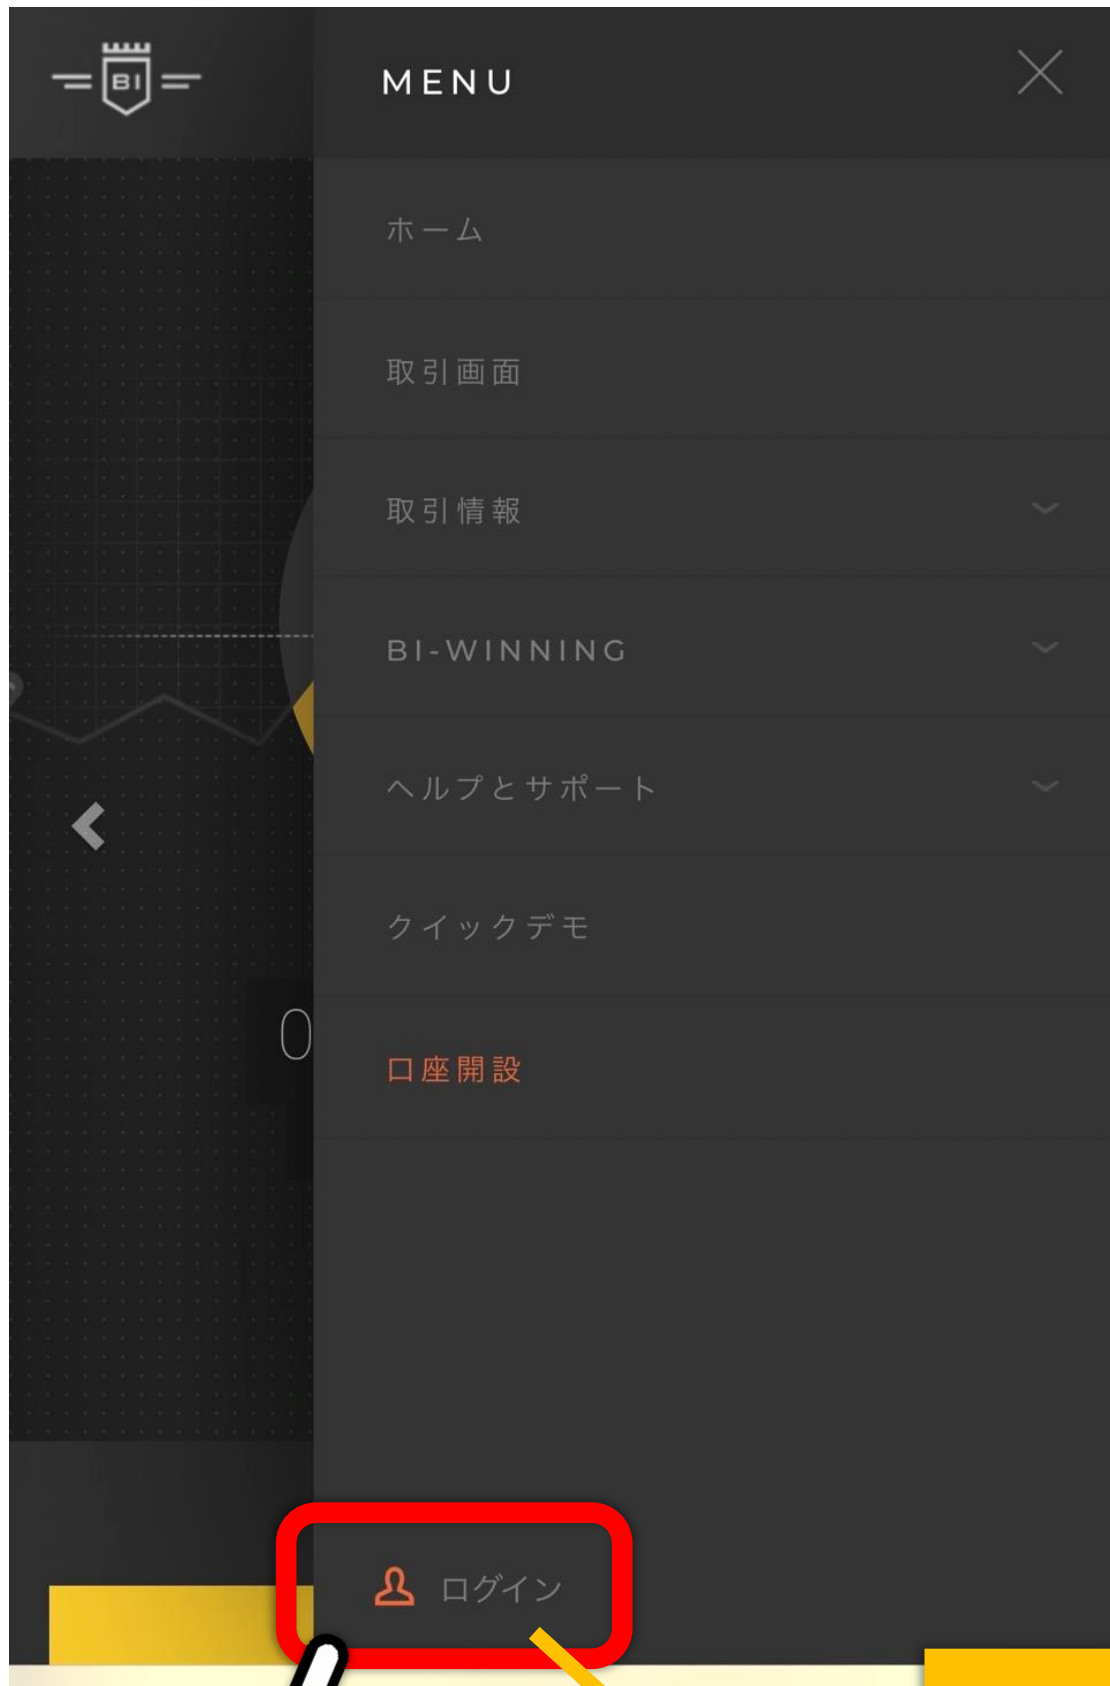 BI
MENU
ホーム
取引画面
取引情報
BI-WINNING
ヘルプとサポート
クイックデモ
0
口座開設
ログイン